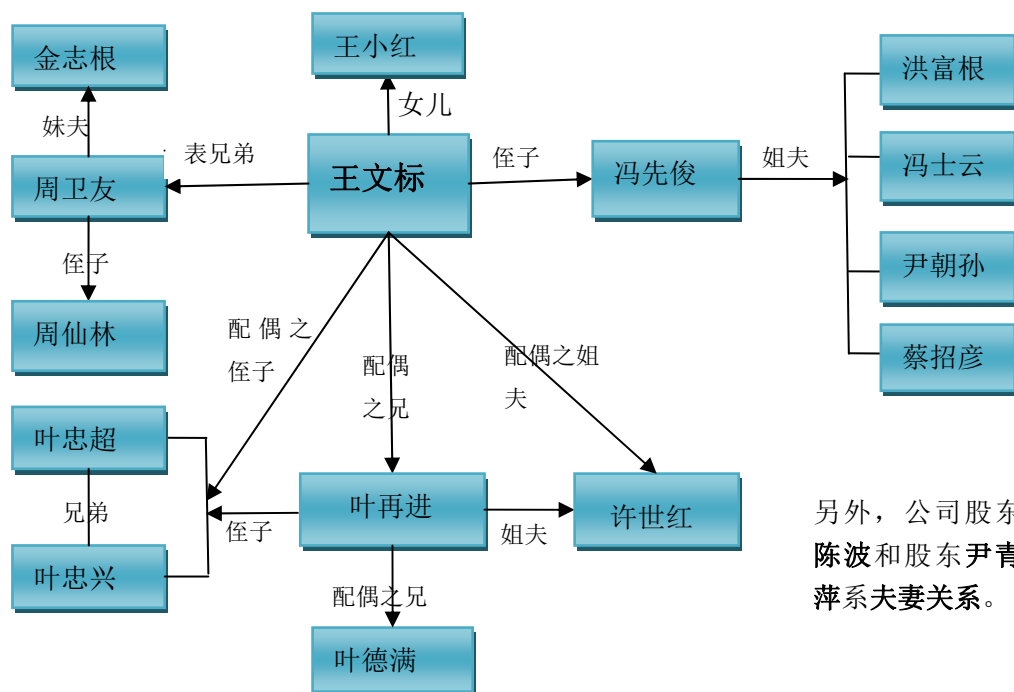 王小红
金志根
洪富根
女儿
妹夫
表兄弟
侄子
姐夫
周卫友
王文标
冯先俊
冯士云
侄子
尹朝孙
周仙林
配偶之
侄子
配偶
之兄
配偶之姐
夫
蔡招彦
叶忠超
兄弟
叶再进
许世红
侄子
姐夫
叶忠兴
配偶之兄
叶德满
另外，公司股东
陈波和股东尹青
萍系夫妻关系。